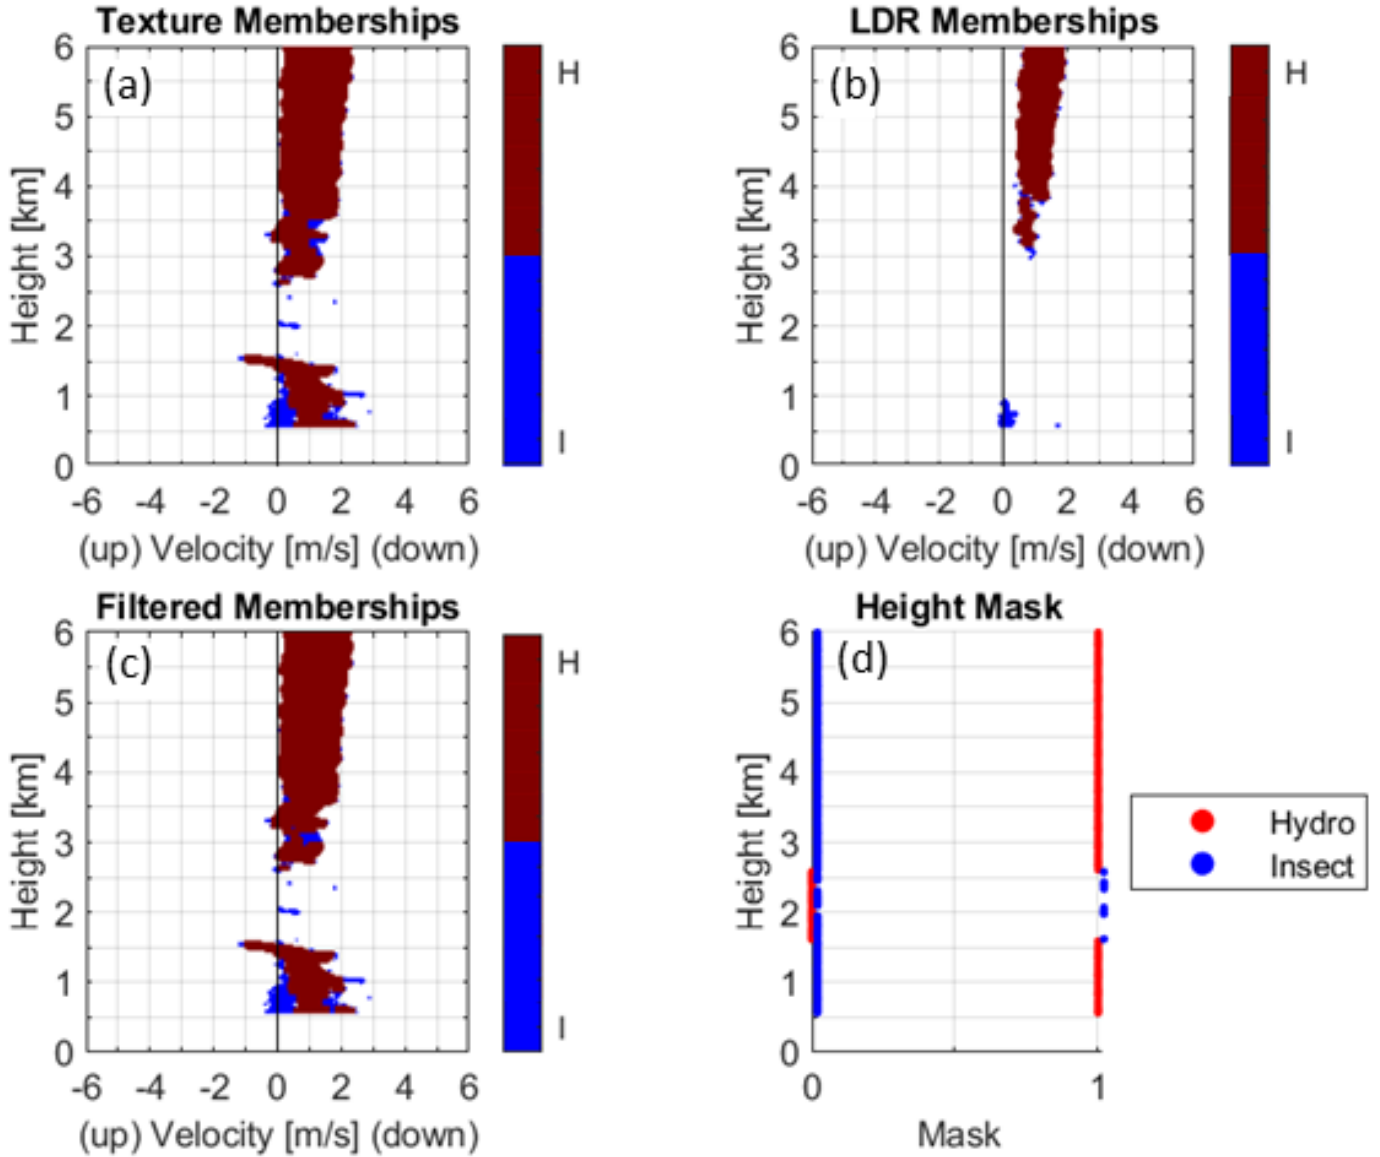 Texture Memberships
(a)
6
5
4
3
2
1
0
Height [km]
-6 -4 -2 0 2 4 6
(up) Velocity [m/s] (down)
H
I
LDR Memberships
(b)
6
5
4
3
2
1
0
Height [km]
-6 -4 -2 0 2 4 6
(up) Velocity [m/s] (down)
H
I
Filtered Memberships
(c)
6
5
4
3
2
1
0
Height [km]
-6 -4 -2 0 2 4 6
(up) Velocity [m/s] (down)
H
I
Height Mask
(d)
6
5
4
3
2
1
0
Height [km]
0 1
Mask
Hydro
Insect